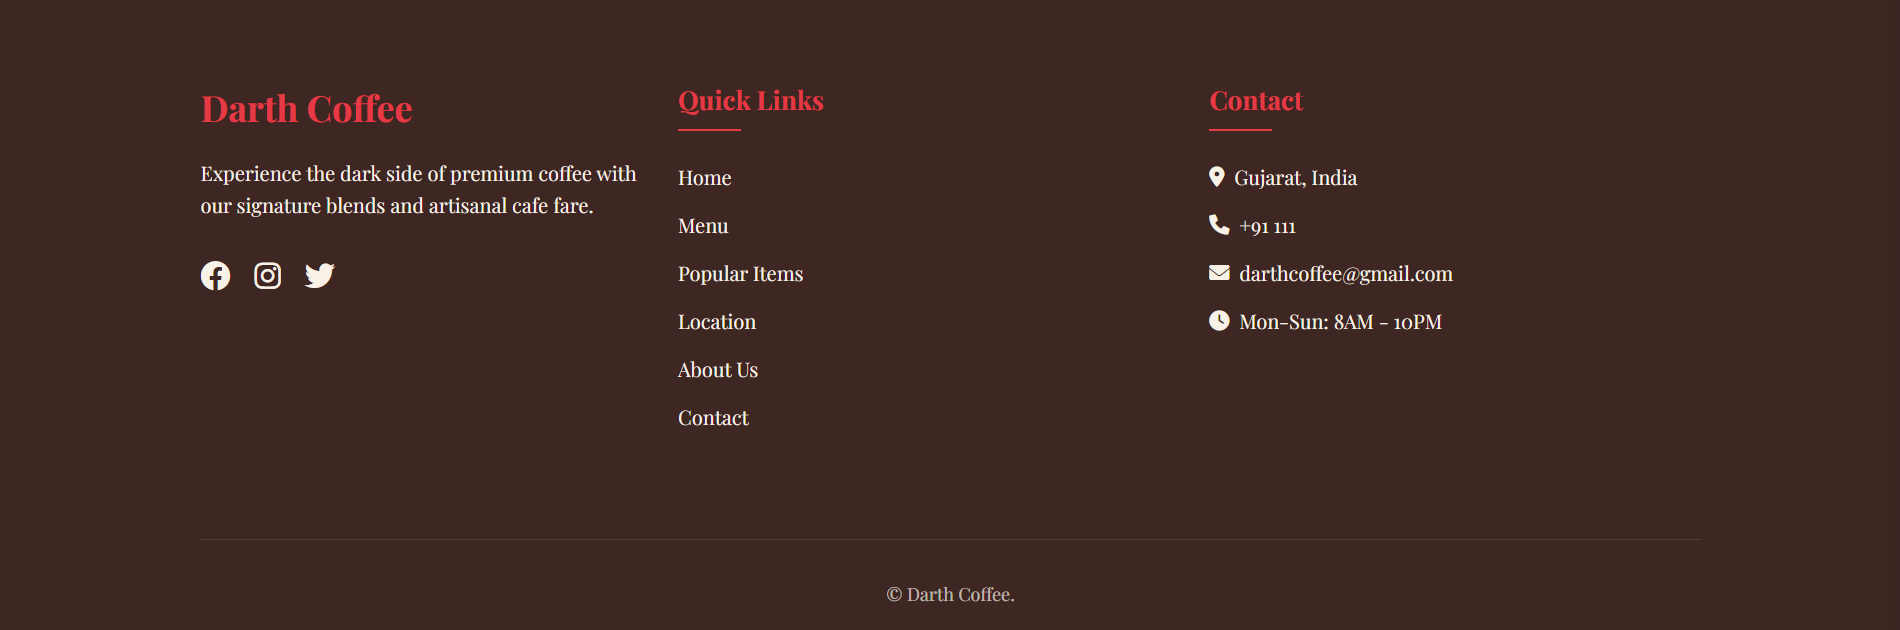 Darth Coffee
Experience the dark side of premium coffee with
our signature blends and artisanal cafe fare.
Quick Links
Home
Menu
Popular Items
Location
About Us
Contact
Contact
Gujarat, India
+91 111
darthcoffee@gmail.com
Mon-Sun: 8AM - 10PM
© Darth Coffee.